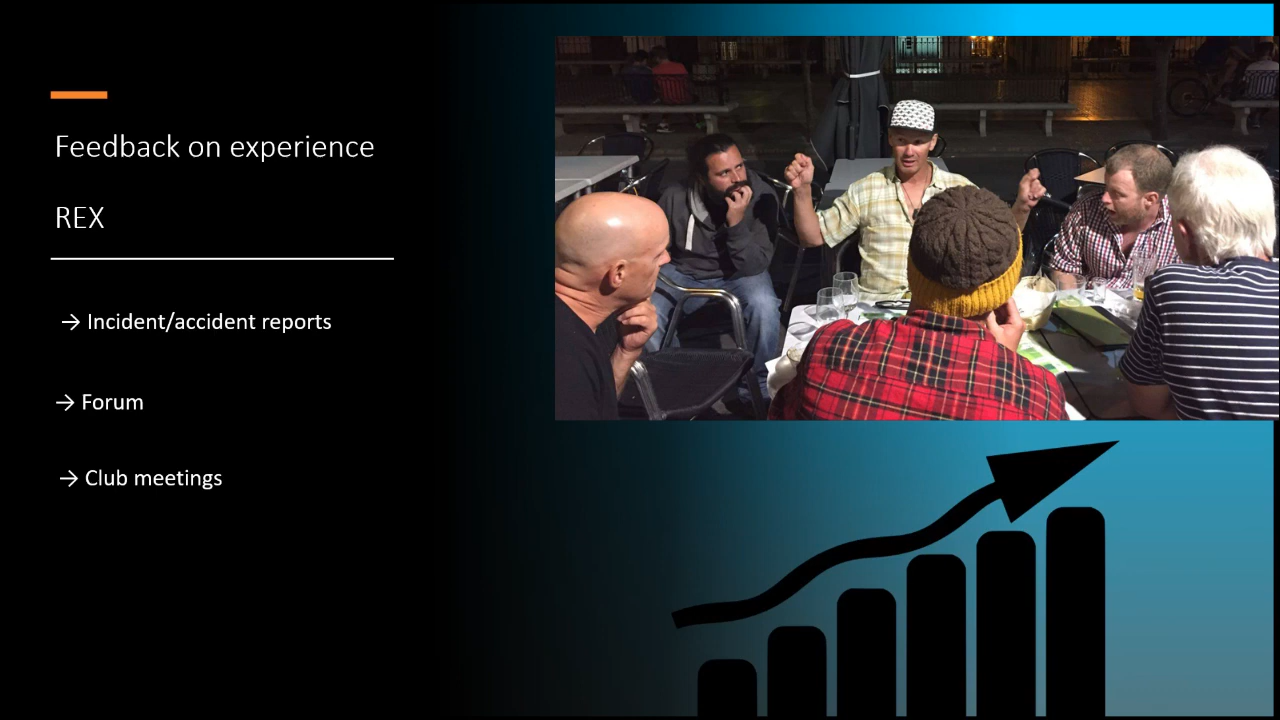 Feedback on experience
REX
→ Incident/accident reports
→ Forum
→ Club meetings